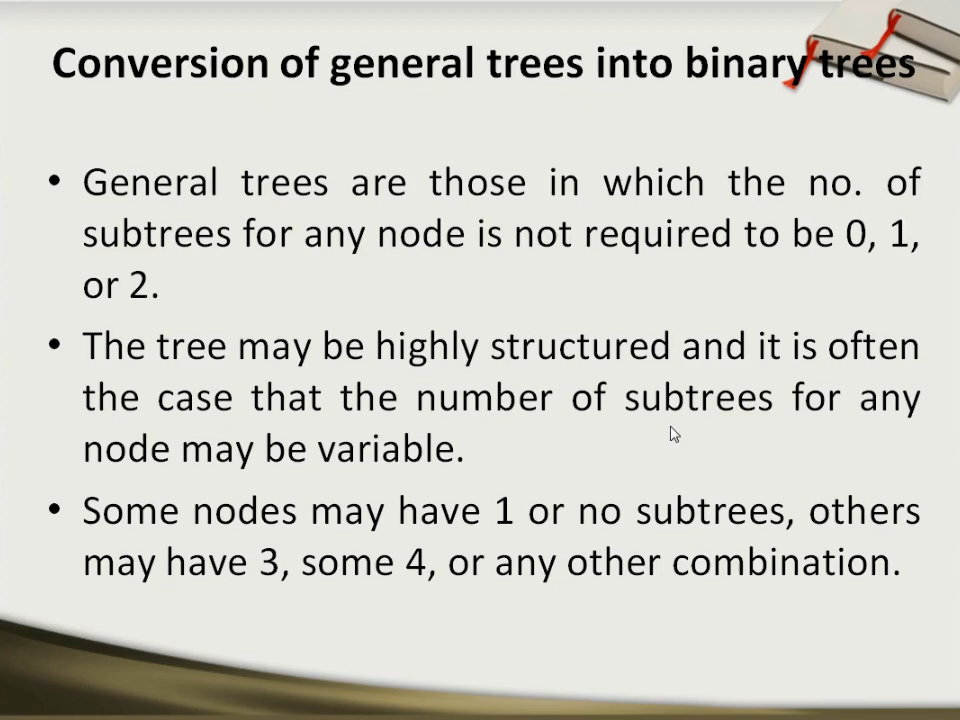 Conversion of general trees into binary trees
• General trees are those in which the no. of
subtrees for any node is not required to be 0, 1,
or 2.
• The tree may be highly structured and it is often
the case that the number of subtrees for any
node may be variable.
• Some nodes may have 1 or no subtrees, others
may have 3, some 4, or any other combination.